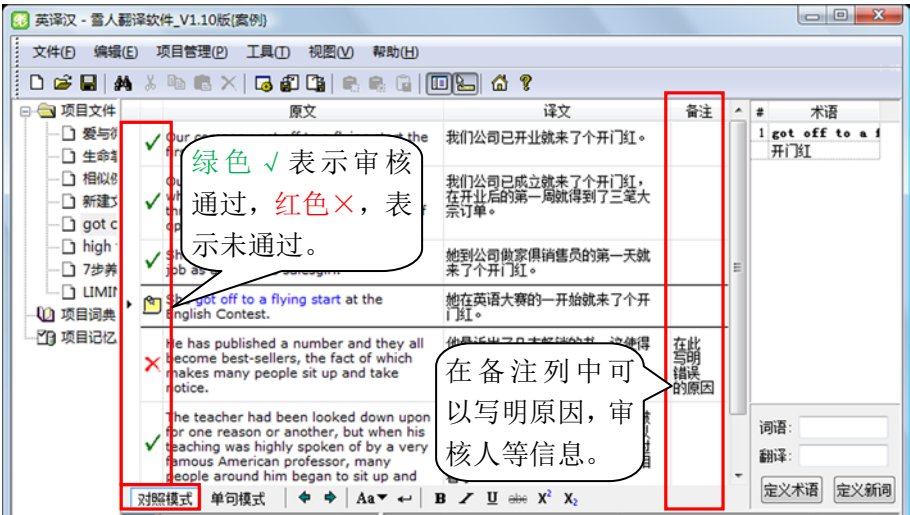 英译汉 - 雪人翻译软件_V1.10版{案例}
文件(F) 编辑(E) 项目管理(P) 工具(T) 视图(V) 帮助(H)
项目文件
爱与
生命
相似
新建
got c
high
7步养
LIMIT
项目词典
项目记忆
原文 译文 备注
the
我们公司已开业就来了个开门红。
我们公司已成立就来了个开门红，
在开业后的第一周就得到了三笔大
宗订单。
job as
她到公司做家俱销售员的第一天就
来了个开门红。
She got off to a flying start at the
English Contest.
她在英语大赛的一开始就来了个开
门红。
He has published a number and they all
become best-sellers, the fact of which
makes many people sit up and take
notice.
在此
写明
错误
的原因
The teacher had been looked down upon
for one reason or another, but when his
teaching was highly spoken of by a very
famous American professor, many
people around him began to sit up and
绿色 √ 表示审核
通过，红色×，表
示未通过。
在备注列中可
以写明原因，审
核人等信息。
# 术语
1 got off to a f
开门红
词语：
翻译：
定义术语 定义新词
对照模式 单句模式 Aa B I U abc X² X₂